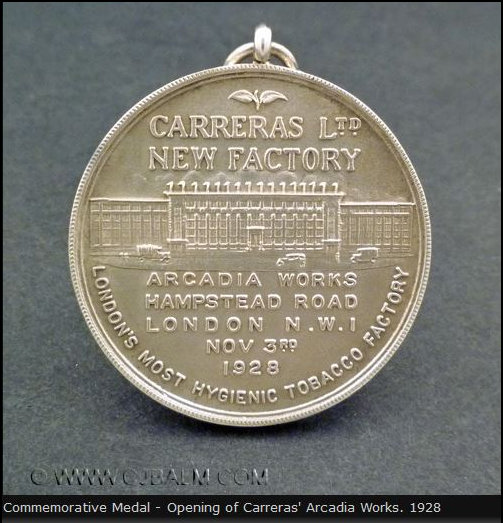 CARRERAS LTD
NEW FACTORY
ARCADIA WORKS
HAMPSTEAD ROAD
LONDON N.W.1
NOV 3RD
1928
LONDON'S MOST HYGIENIC TOBACCO FACTORY
© WWW.CJBALM.COM
Commemorative Medal - Opening of Carreras' Arcadia Works. 1928